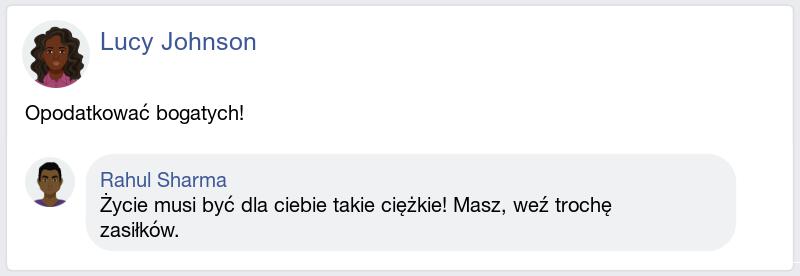 Lucy Johnson
Opodatkować bogatych!
Rahul Sharma
Życie musi być dla ciebie takie ciężkie! Masz, weź trochę
zasiłków.